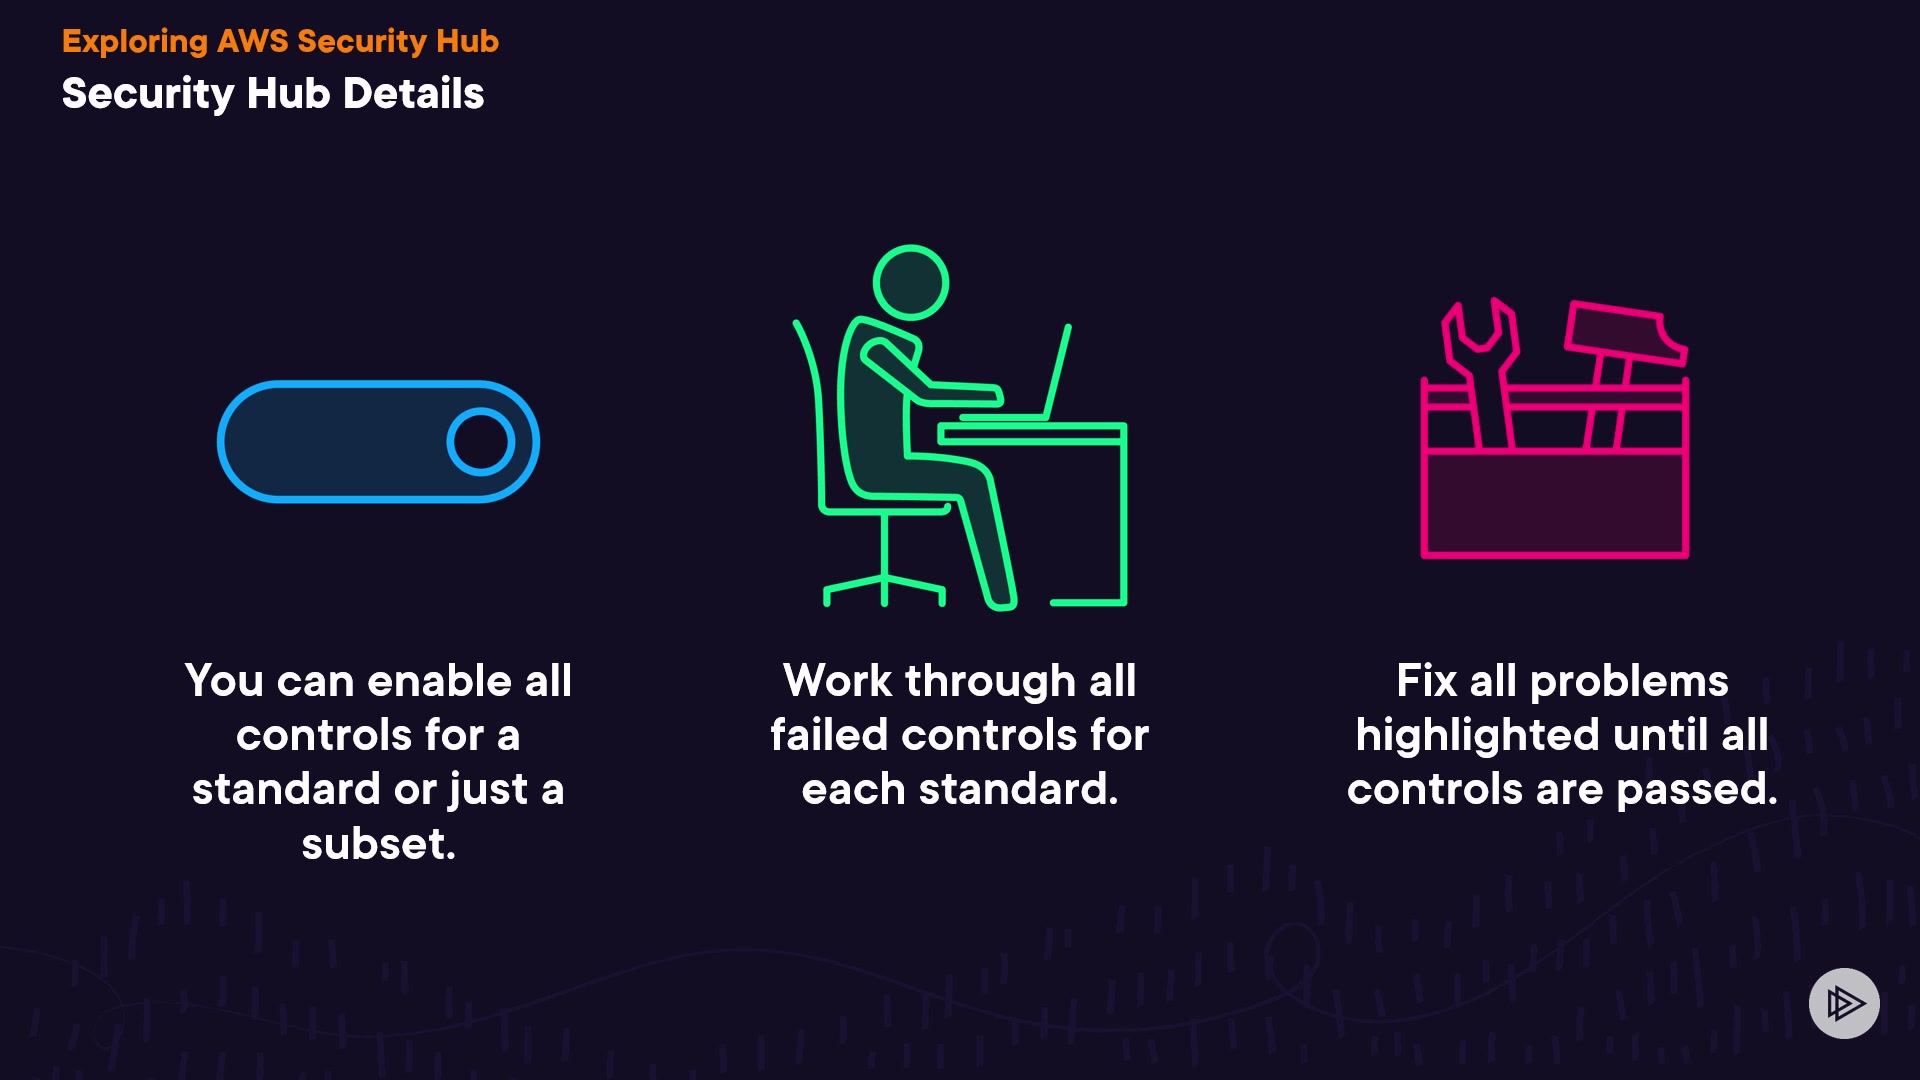 Exploring AWS Security Hub
Security Hub Details
You can enable all
controls for a
standard or just a
subset.
Work through all
failed controls for
each standard.
Fix all problems
highlighted until all
controls are passed.